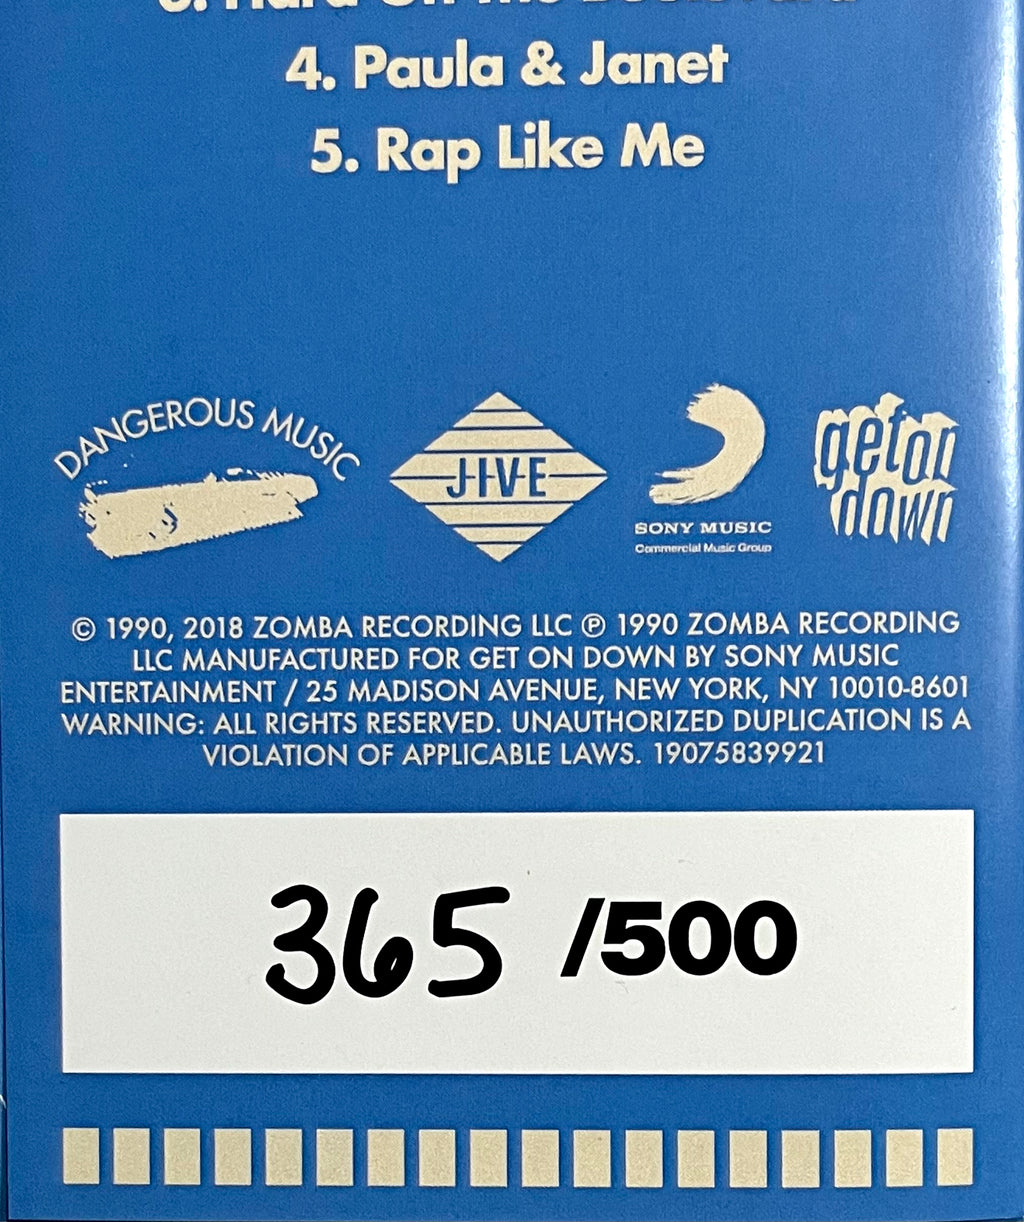 4. Paula & Janet
5. Rap Like Me
DANGEROUS MUSIC
JIVE
SONY MUSIC
Commercial Music Group
get on
down
© 1990, 2018 ZOMBA RECORDING LLC ℗ 1990 ZOMBA RECORDING
LLC MANUFACTURED FOR GET ON DOWN BY SONY MUSIC
ENTERTAINMENT / 25 MADISON AVENUE, NEW YORK, NY 10010-8601
WARNING: ALL RIGHTS RESERVED. UNAUTHORIZED DUPLICATION IS A
VIOLATION OF APPLICABLE LAWS. 19075839921
365 /500